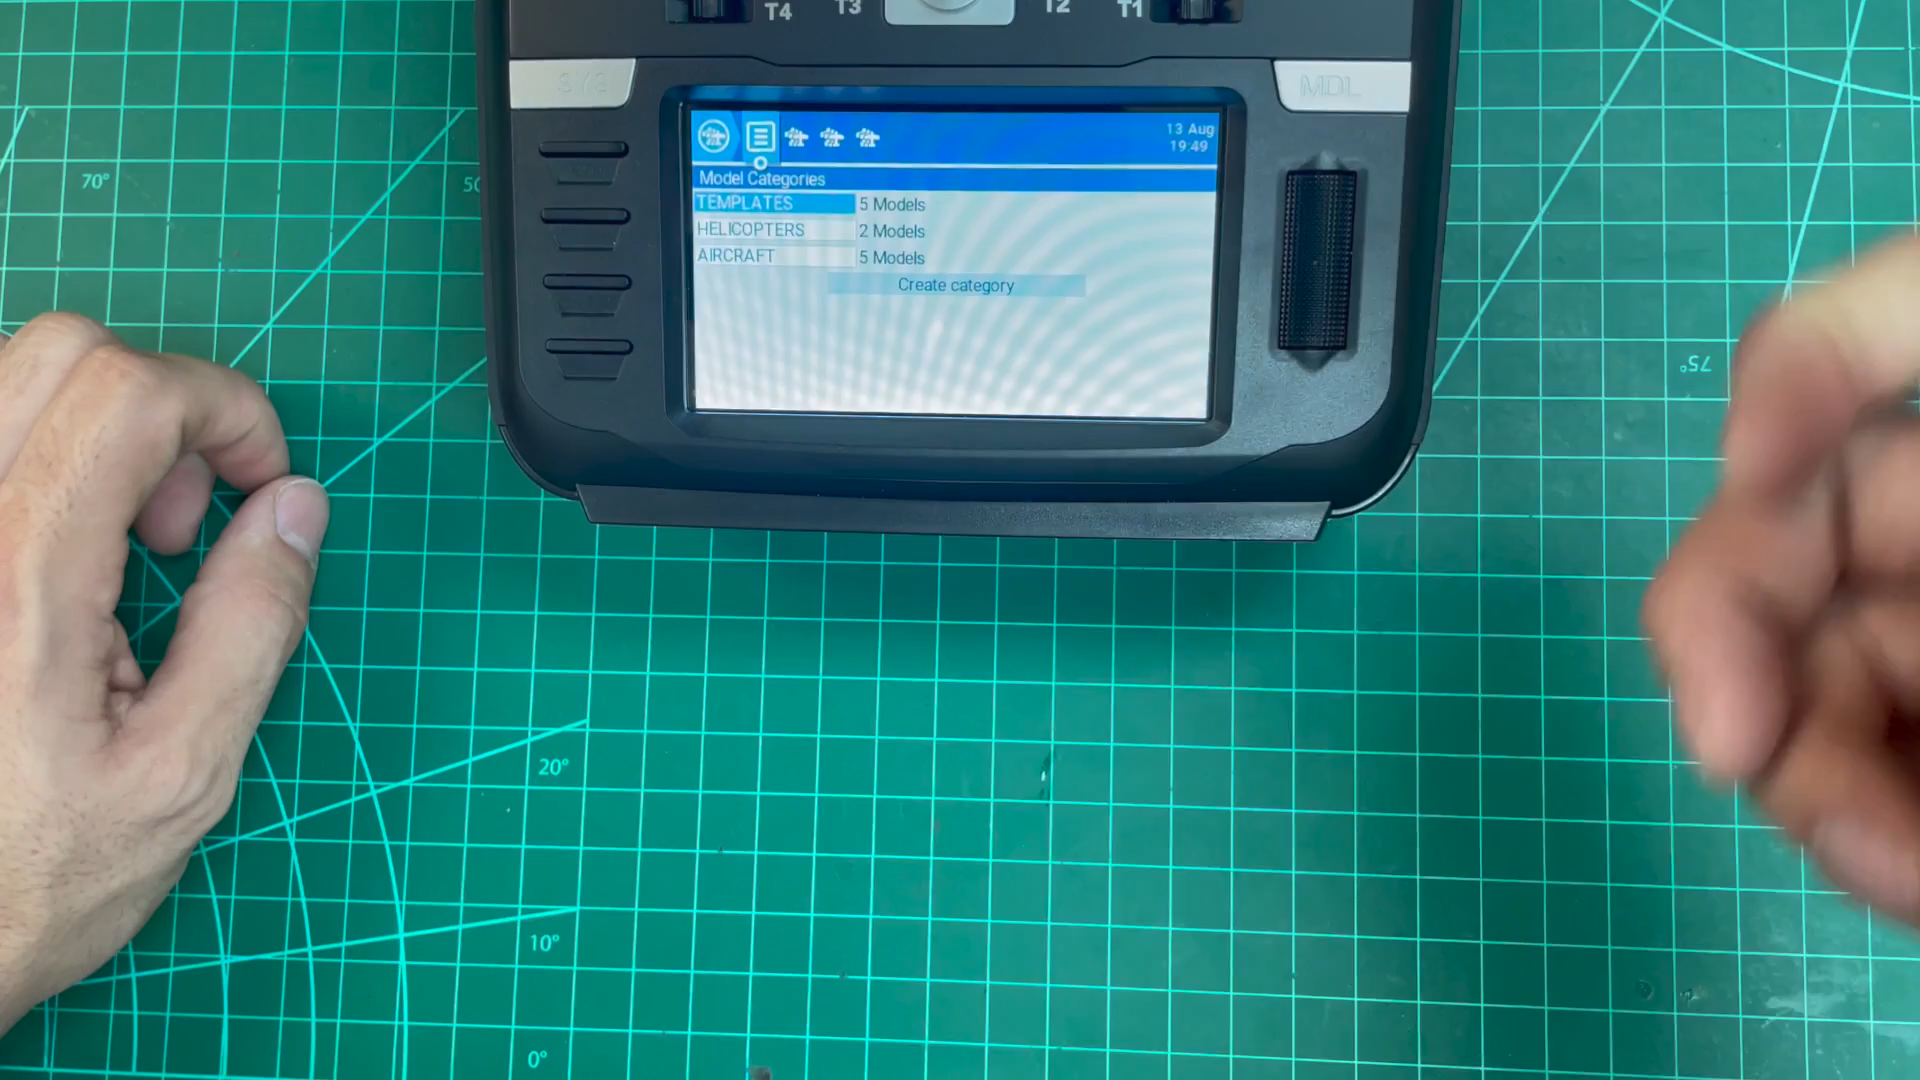 T4 T3 T2 T1
SYS
MDL
13 Aug
19:49
Model Categories
TEMPLATES 5 Models
HELICOPTERS 2 Models
AIRCRAFT 5 Models
Create category
70°
75°
20°
10°
0°